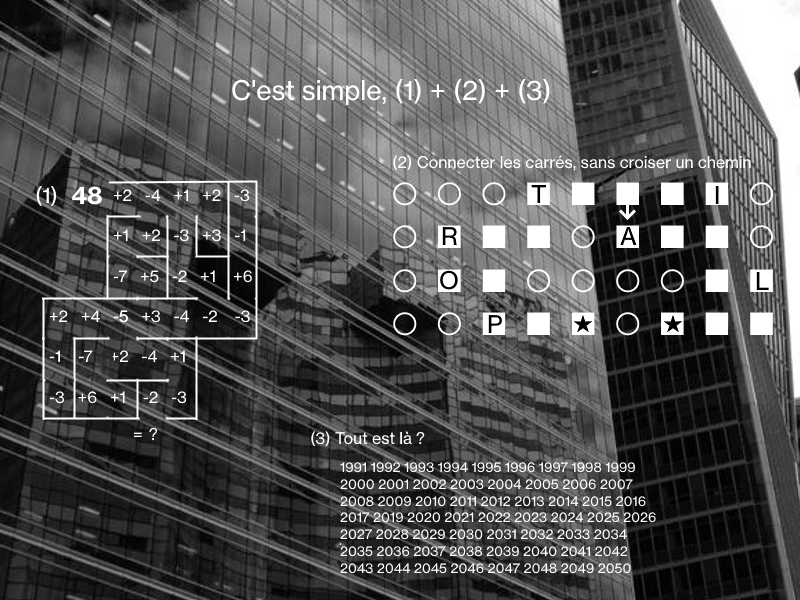 C'est simple, (1) + (2) + (3)
(1) 48 +2 -4 +1 +2 -3
+1 +2 -3 +3 -1
-7 +5 -2 +1 +6
+2 +4 -5 +3 -4 -2 -3
-1 -7 +2 -4 +1
-3 +6 +1 -2 -3
= ?
(2) Connecter les carrés, sans croiser un chemin
T I
R A
O L
P ★ ★
(3) Tout est là ?
1991 1992 1993 1994 1995 1996 1997 1998 1999
2000 2001 2002 2003 2004 2005 2006 2007
2008 2009 2010 2011 2012 2013 2014 2015 2016
2017 2019 2020 2021 2022 2023 2024 2025 2026
2027 2028 2029 2030 2031 2032 2033 2034
2035 2036 2037 2038 2039 2040 2041 2042
2043 2044 2045 2046 2047 2048 2049 2050